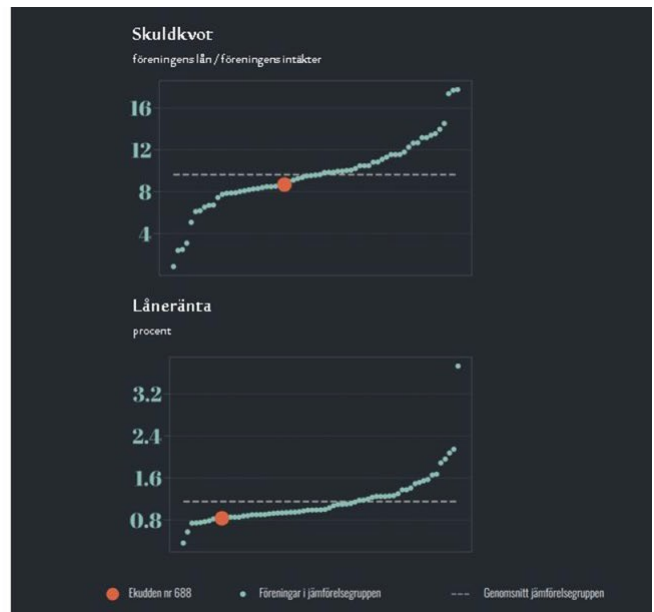 Skuldkvot
föreningens lån / föreningens intäkter
16
12
8
4
Låneränta
procent
3.2
2.4
1.6
0.8
Ekudden nr 688
Föreningar i jämförelsegruppen
Genomsnitt jämförelsegruppen